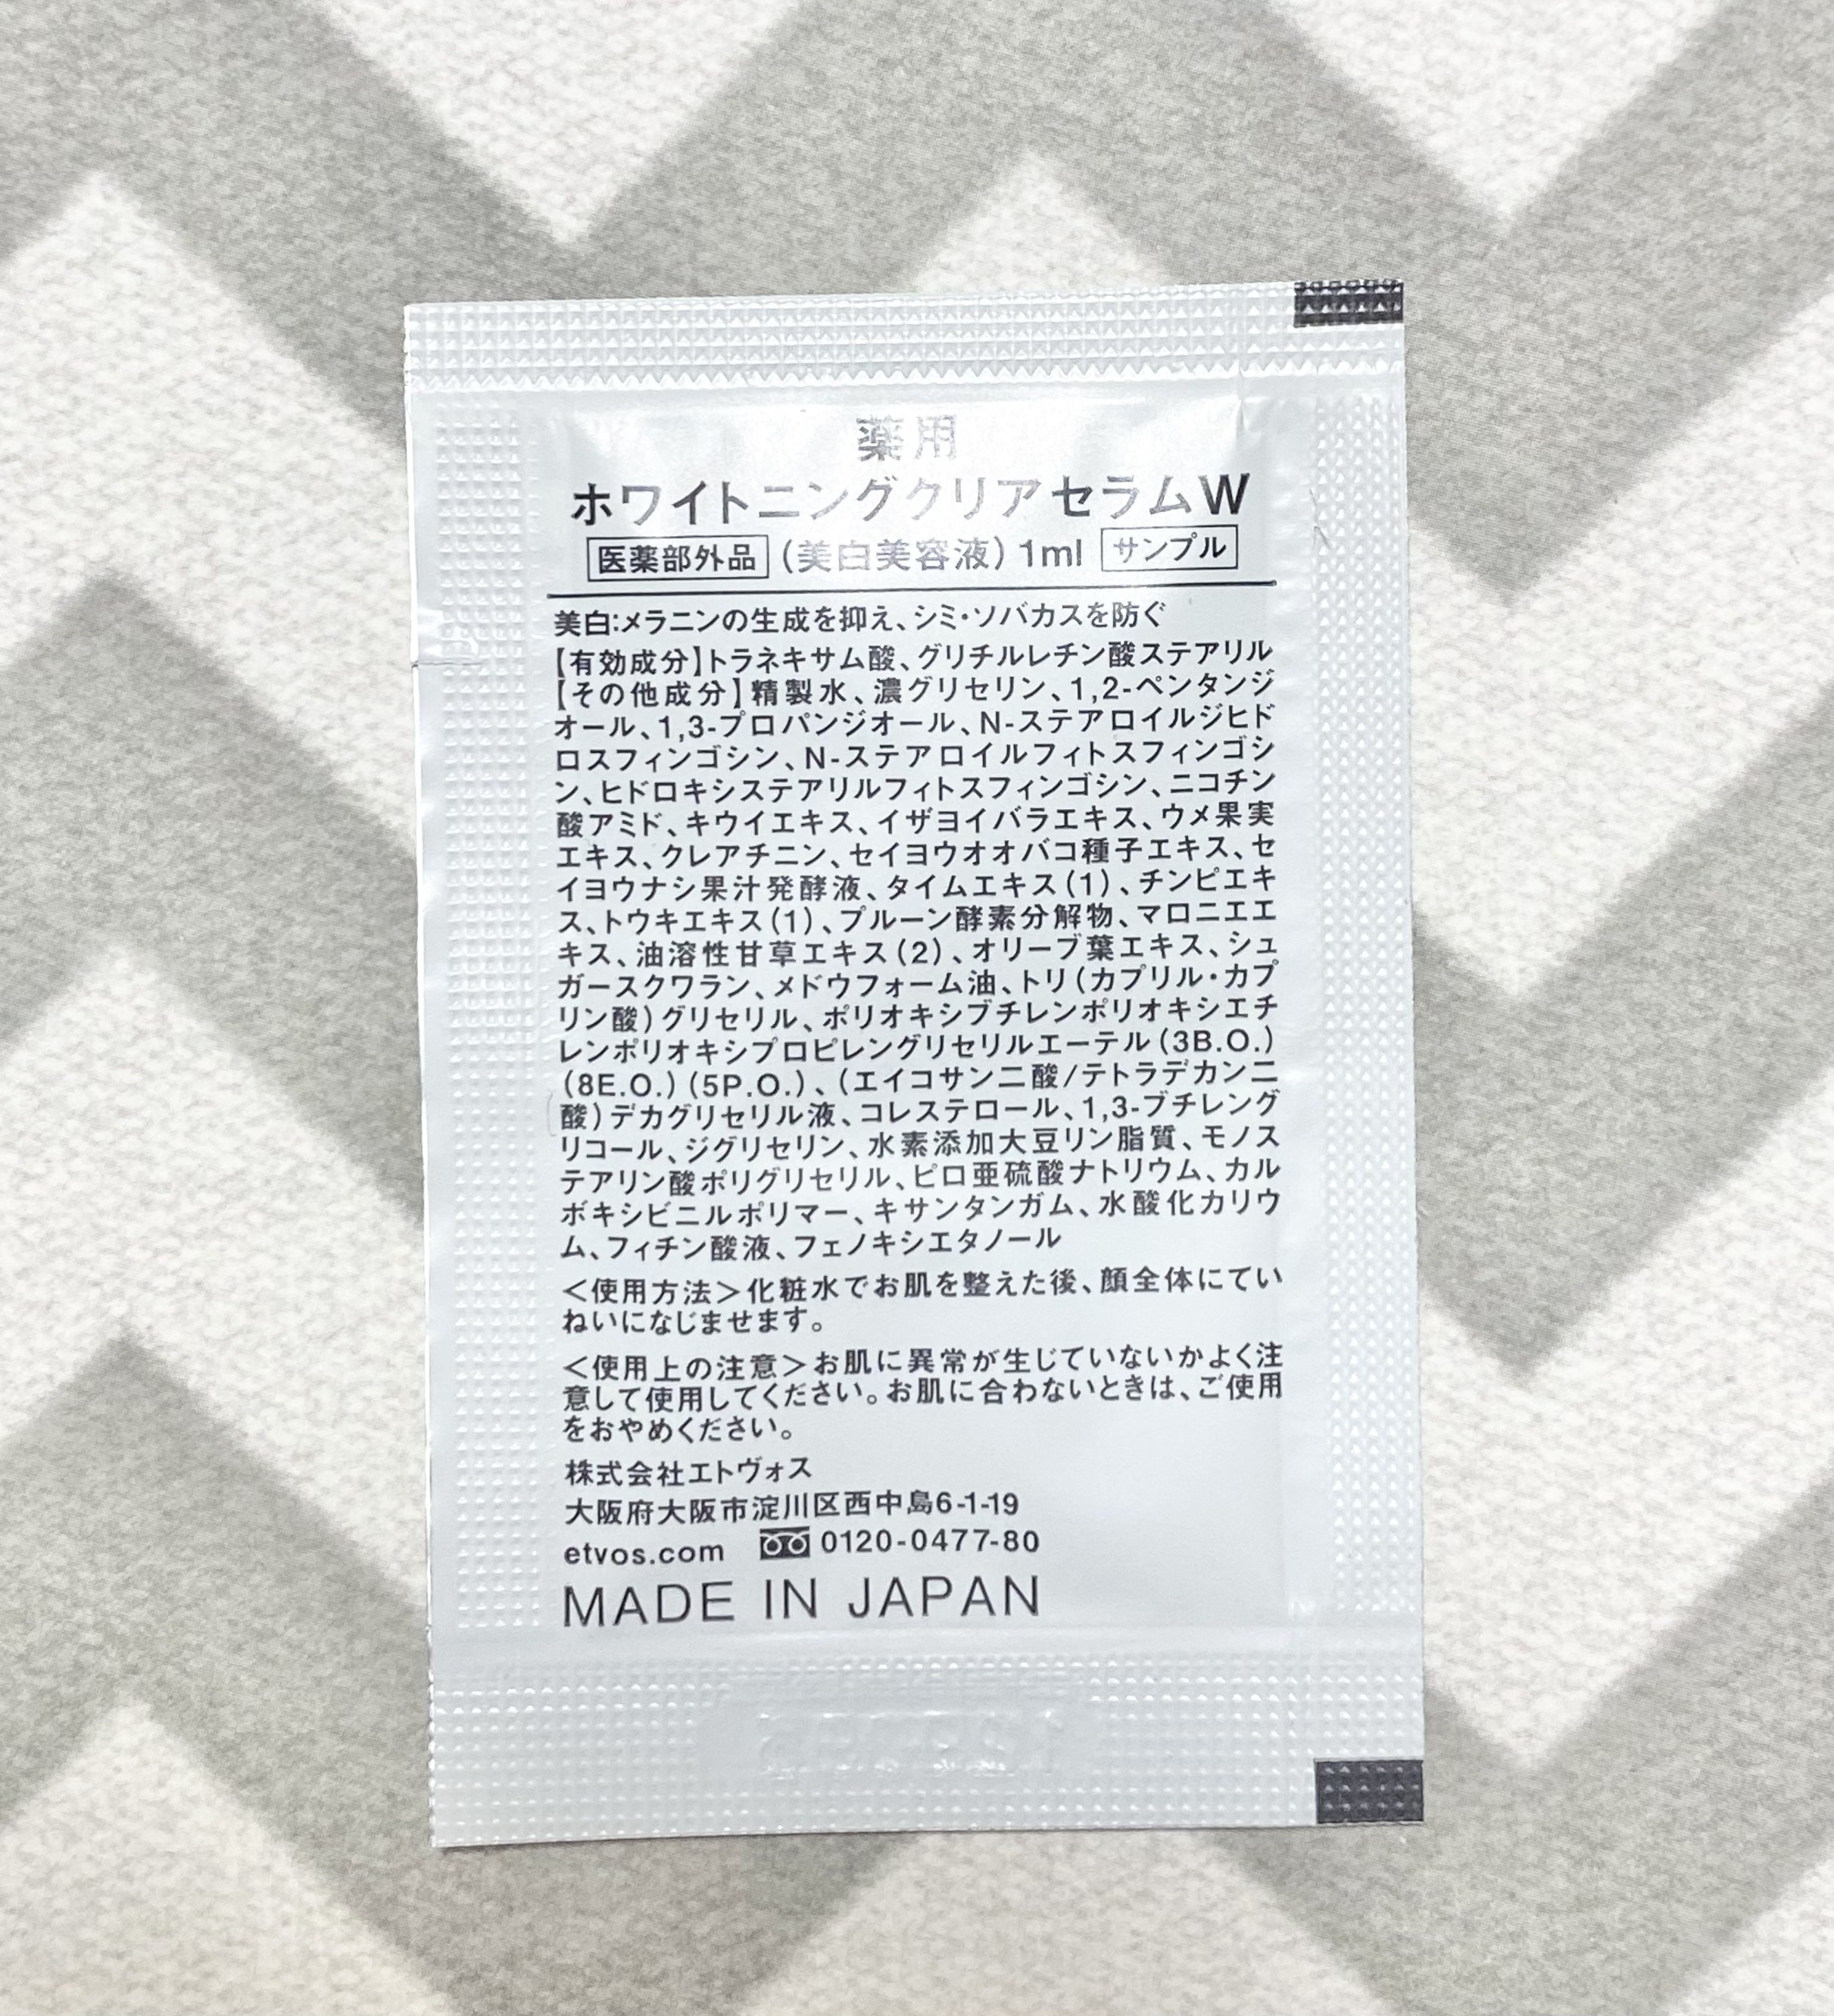 薬用
ホワイトニングクリアセラムW
医薬部外品 (美白美容液) 1ml サンプル
美白:メラニンの生成を抑え、シミ・ソバカスを防ぐ
【有効成分】トラネキサム酸、グリチルレチン酸ステアリル
【その他成分】精製水、濃グリセリン、1,2-ペンタンジ
オール、1,3-プロパンジオール、N-ステアロイルジヒド
ロスフィンゴシン、N-ステアロイルフィトスフィンゴシ
ン、ヒドロキシステアリルフィトスフィンゴシン、ニコチン
酸アミド、キウイエキス、イザヨイバラエキス、ウメ果実
エキス、クレアチニン、セイヨウオオバコ種子エキス、セ
イヨウナシ果汁発酵液、タイムエキス(1)、チンピエキ
ス、トウキエキス(1)、プルーン酵素分解物、マロニエエ
キス、油溶性甘草エキス(2)、オリーブ葉エキス、シュ
ガースクワラン、メドウフォーム油、トリ(カプリル・カプ
リン酸)グリセリル、ポリオキシブチレンポリオキシエチ
レンポリオキシプロピレングリセリルエーテル(3B.O.)
(8E.O.)(5P.O.)、(エイコサン二酸/テトラデカン二
酸)デカグリセリル液、コレステロール、1,3-ブチレング
リコール、ジグリセリン、水素添加大豆リン脂質、モノス
テアリン酸ポリグリセリル、ピロ亜硫酸ナトリウム、カル
ボキシビニルポリマー、キサンタンガム、水酸化カリウ
ム、フィチン酸液、フェノキシエタノール
＜使用方法＞化粧水でお肌を整えた後、顔全体にてい
ねいになじませます。
＜使用上の注意＞お肌に異常が生じていないかよく注
意して使用してください。お肌に合わないときは、ご使用
をおやめください。
株式会社エトヴォス
大阪府大阪市淀川区西中島6-1-19
etvos.com 0120-0477-80
MADE IN JAPAN